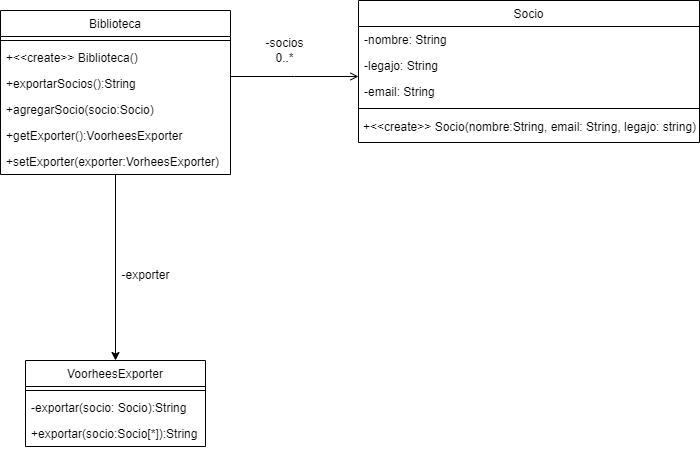 Biblioteca
+<<create>> Biblioteca()
+exportarSocios():String
+agregarSocio(socio:Socio)
+getExporter():VoorheesExporter
+setExporter(exporter:VorheesExporter)
-socios
0..*
Socio
-nombre: String
-legajo: String
-email: String
+<<create>> Socio(nombre:String, email: String, legajo: string)
-exporter
VoorheesExporter
-exportar(socio: Socio):String
+exportar(socio:Socio[*]):String